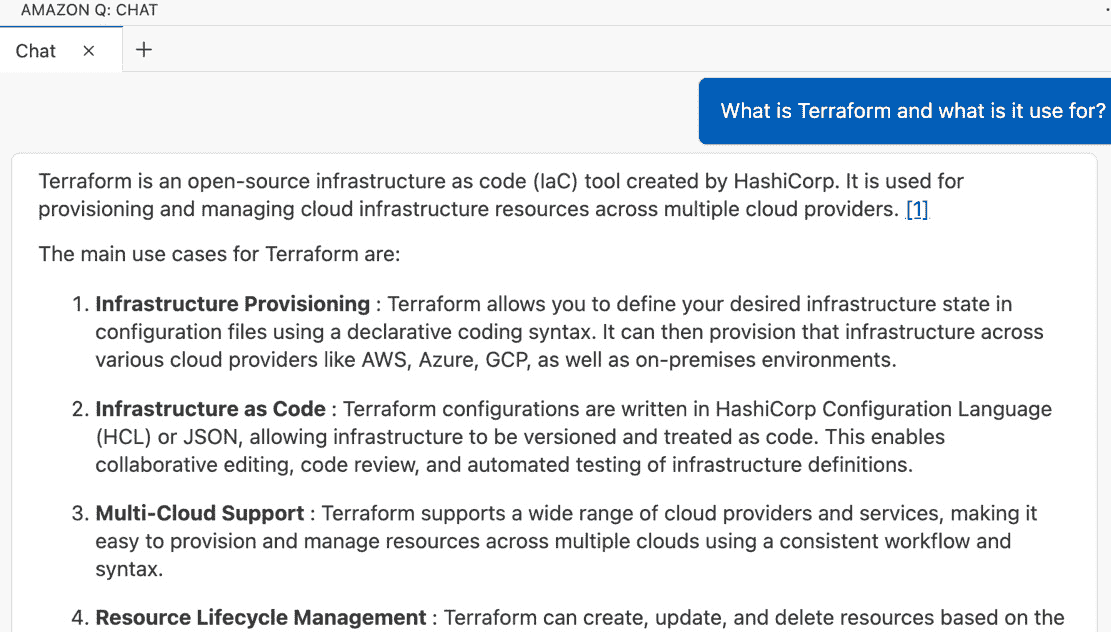 AMAZON Q: CHAT
Chat × +
What is Terraform and what is it use for?
Terraform is an open-source infrastructure as code (IaC) tool created by HashiCorp. It is used for
provisioning and managing cloud infrastructure resources across multiple cloud providers. [1]
The main use cases for Terraform are:
1. Infrastructure Provisioning : Terraform allows you to define your desired infrastructure state in
configuration files using a declarative coding syntax. It can then provision that infrastructure across
various cloud providers like AWS, Azure, GCP, as well as on-premises environments.
2. Infrastructure as Code : Terraform configurations are written in HashiCorp Configuration Language
(HCL) or JSON, allowing infrastructure to be versioned and treated as code. This enables
collaborative editing, code review, and automated testing of infrastructure definitions.
3. Multi-Cloud Support : Terraform supports a wide range of cloud providers and services, making it
easy to provision and manage resources across multiple clouds using a consistent workflow and
syntax.
4. Resource Lifecycle Management : Terraform can create, update, and delete resources based on the